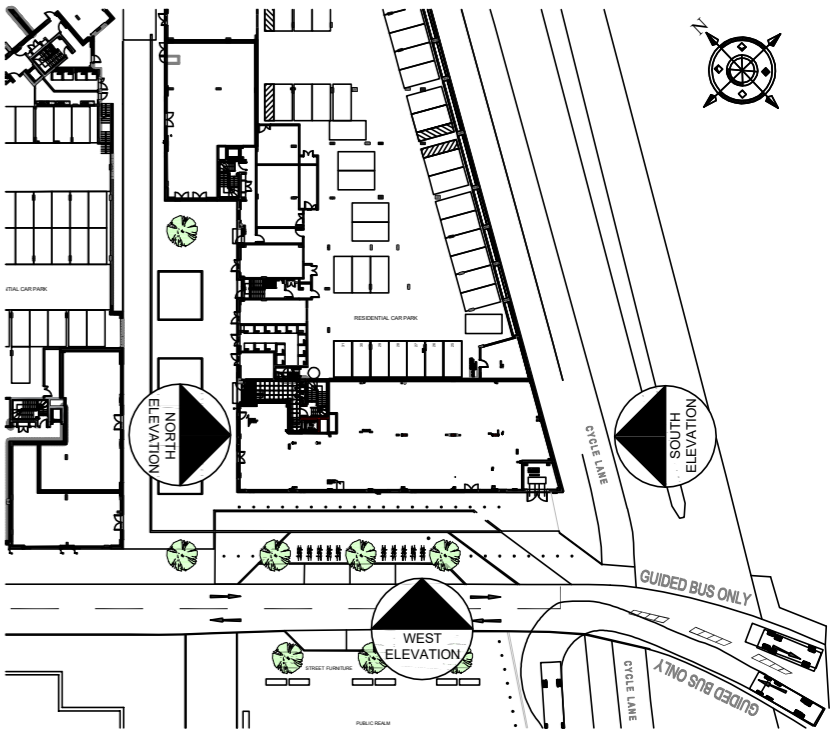 N
TIAL CAR PARK
RESIDENTIAL CAR PARK
NORTH
ELEVATION
SOUTH
ELEVATION
CYCLE LANE
GUIDED BUS ONLY
WEST
ELEVATION
GUIDED BUS ONLY
CYCLE LANE
STREET FURNITURE
PUBLIC REALM